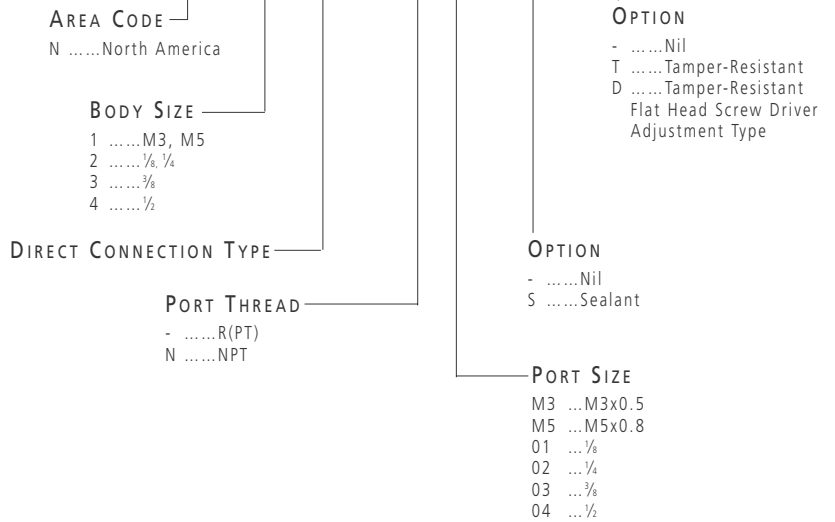 AREA CODE
N ......North America
BODY SIZE
1 ......M3, M5
2 ......⅛, ¼
3 ......⅜
4 ......½
DIRECT CONNECTION TYPE
PORT THREAD
- ......R(PT)
N ......NPT
OPTION
- ......Nil
T ......Tamper-Resistant
D ......Tamper-Resistant
Flat Head Screw Driver
Adjustment Type
OPTION
- ......Nil
S ......Sealant
PORT SIZE
M3 ...M3x0.5
M5 ...M5x0.8
01 ...⅛
02 ...¼
03 ...⅜
04 ...½